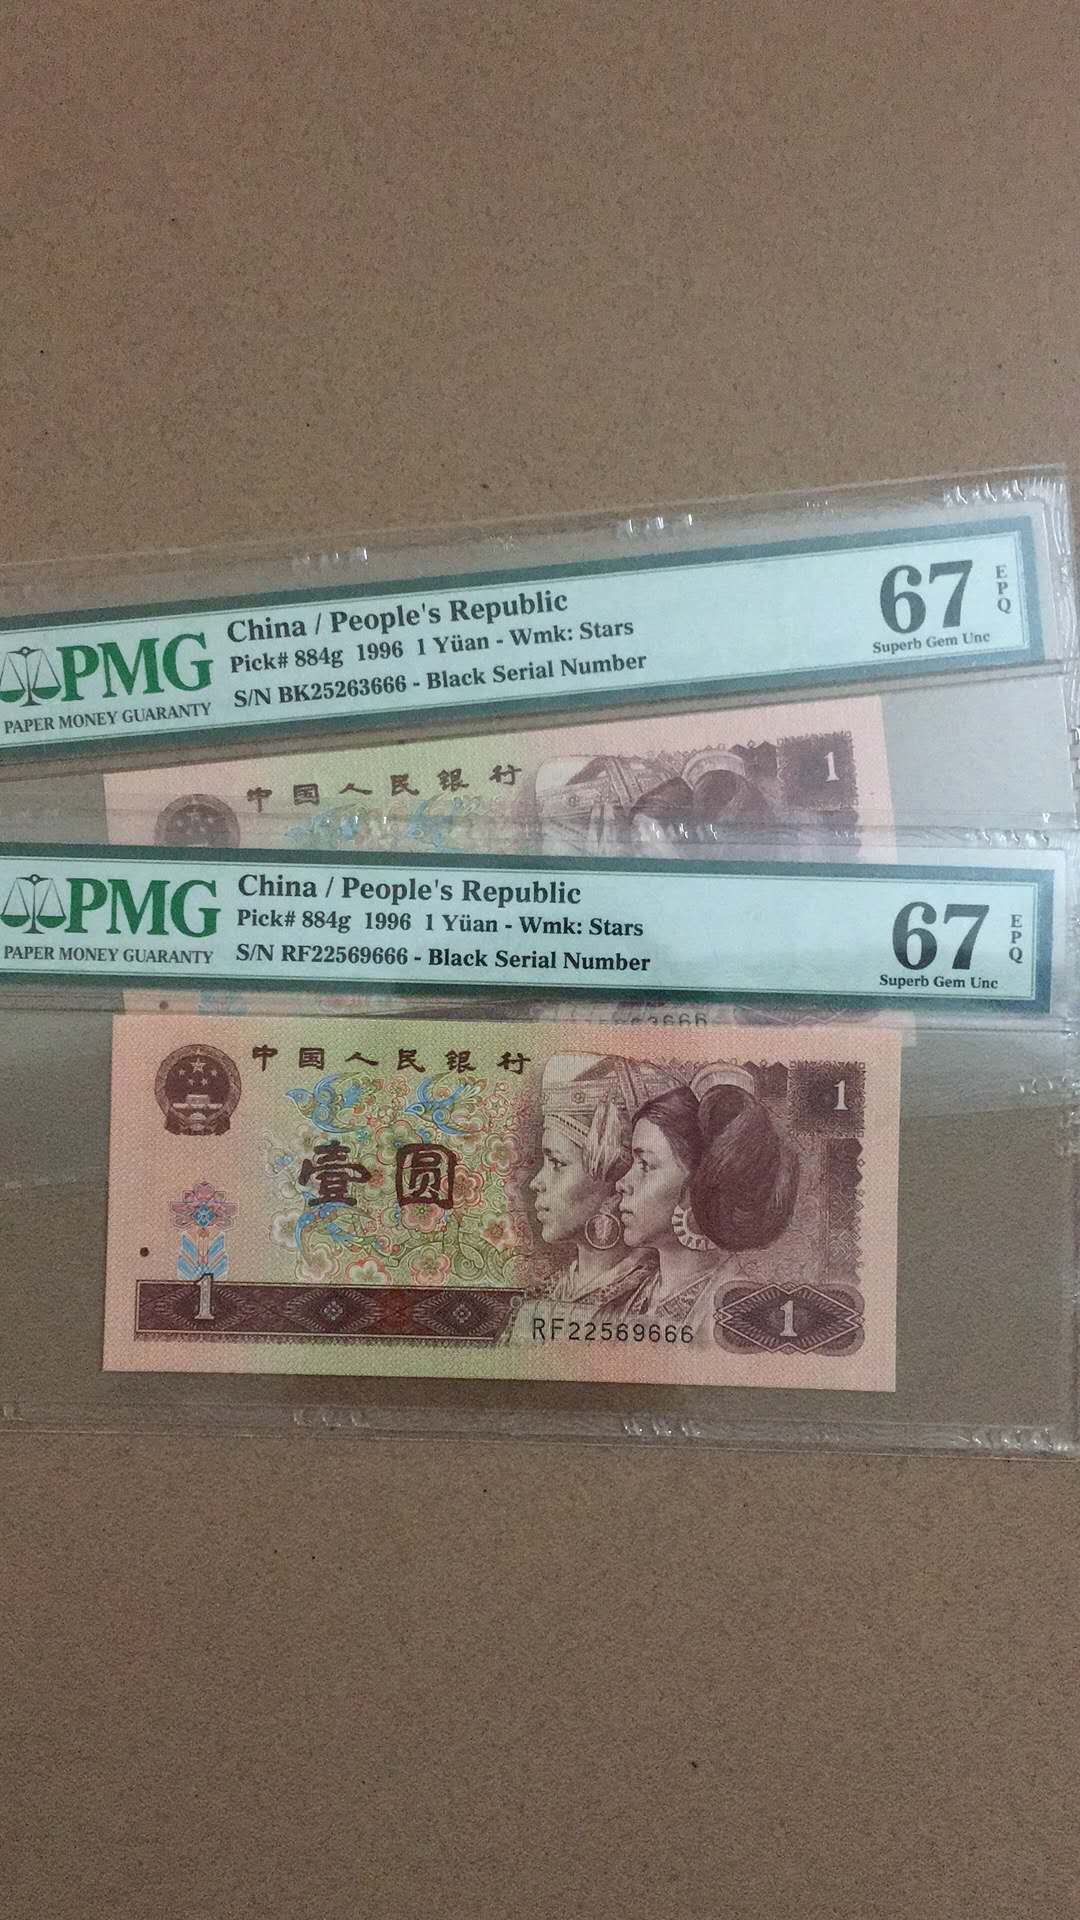 China / People's Republic
Pick# 884g 1996 1 Yüan - Wmk: Stars
S/N BK25263666 - Black Serial Number
PMG
PAPER MONEY GUARANTY
67
EPQ
Superb Gem Unc
中国人民银行
1
China / People's Republic
Pick# 884g 1996 1 Yüan - Wmk: Stars
S/N RF22569666 - Black Serial Number
PMG
PAPER MONEY GUARANTY
67
EPQ
Superb Gem Unc
63666
中国人民银行
1
壹圆
1
RF22569666
1